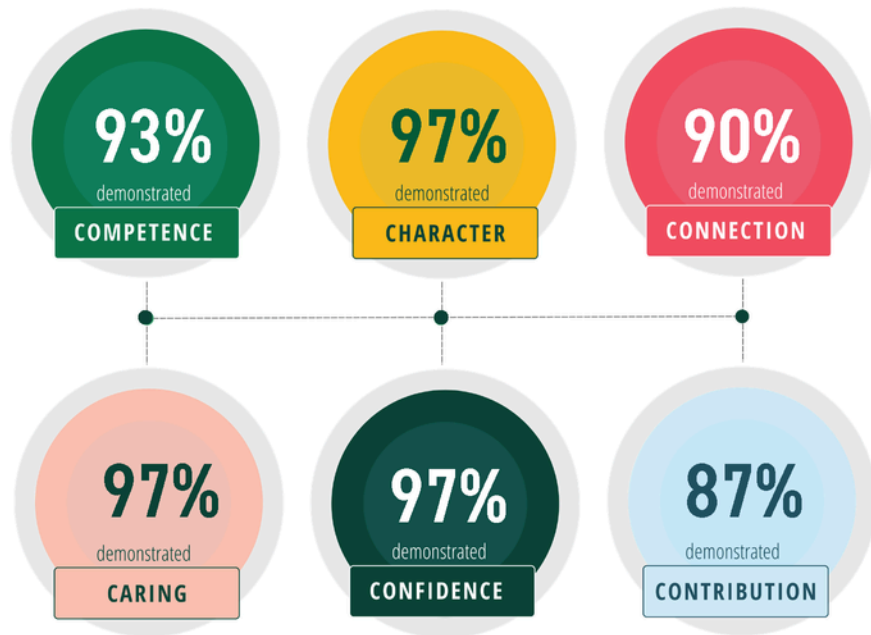 93%
demonstrated
COMPETENCE
97%
demonstrated
CHARACTER
90%
demonstrated
CONNECTION
97%
demonstrated
CARING
97%
demonstrated
CONFIDENCE
87%
demonstrated
CONTRIBUTION